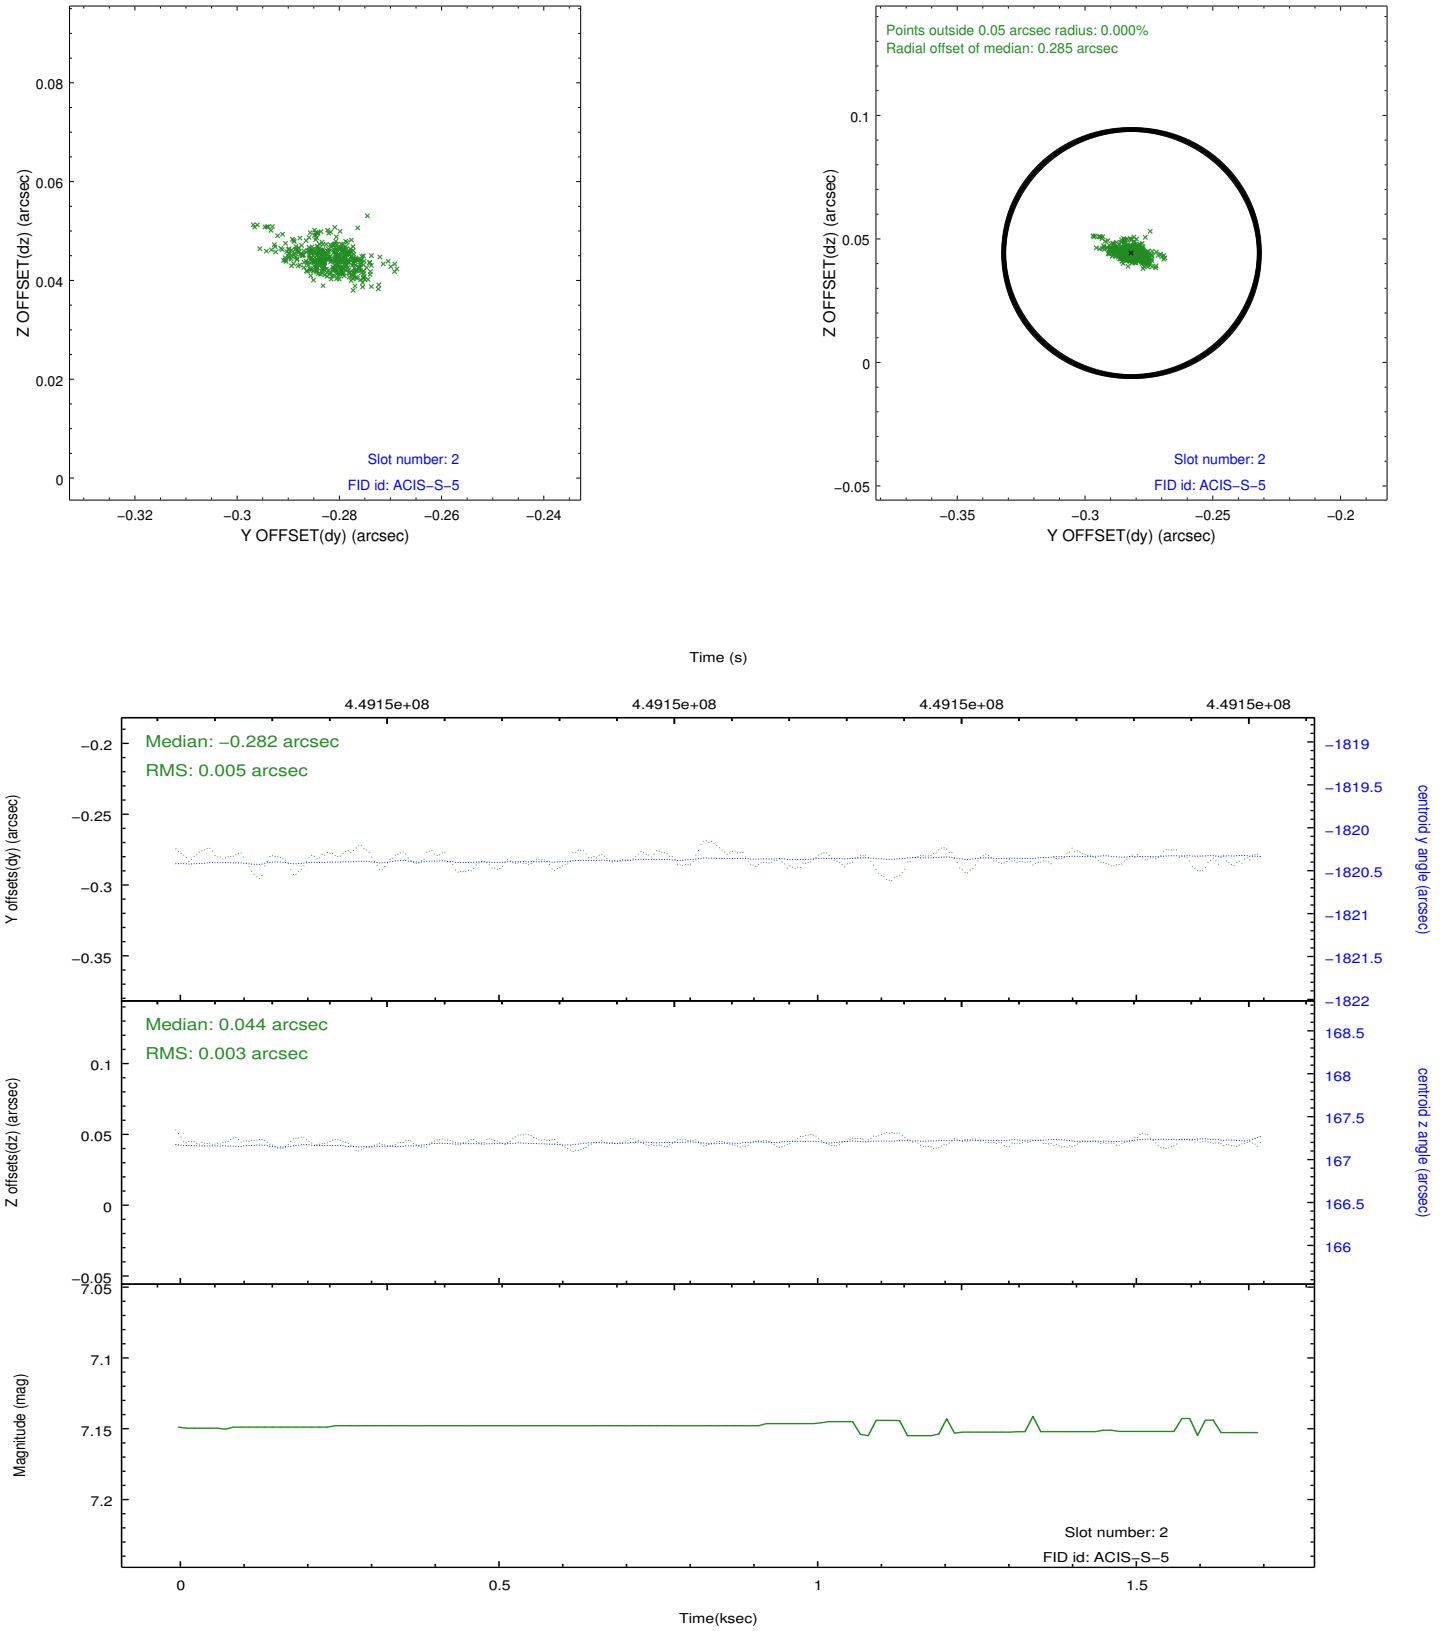 0.08
0.06
0.04
0.02
0
Z OFFSET(dz) (arcsec)
Slot number: 2
FID id: ACIS−S−5
−0.32
−0.3
−0.28
−0.26
−0.24
Y OFFSET(dy) (arcsec)
Points outside 0.05 arcsec radius: 0.000%
Radial offset of median: 0.285 arcsec
0.1
0.05
0
−0.05
Z OFFSET(dz) (arcsec)
Slot number: 2
FID id: ACIS−S−5
−0.35
−0.3
−0.25
−0.2
Y OFFSET(dy) (arcsec)
Time (s)
4.4915e+08
4.4915e+08
4.4915e+08
4.4915e+08
Median: −0.282 arcsec
RMS: 0.005 arcsec
−0.2
−0.25
−0.3
−0.35
Y offsets(dy) (arcsec)
−1819
−1819.5
−1820
−1820.5
−1821
−1821.5
−1822
centroid y angle (arcsec)
Median: 0.044 arcsec
RMS: 0.003 arcsec
0.1
0.05
0
−0.05
Z offsets(dz) (arcsec)
168.5
168
167.5
167
166.5
166
centroid z angle (arcsec)
7.05
7.1
7.15
7.2
Magnitude (mag)
Slot number: 2
FID id: ACIS−S−5
0
0.5
1
1.5
Time(ksec)